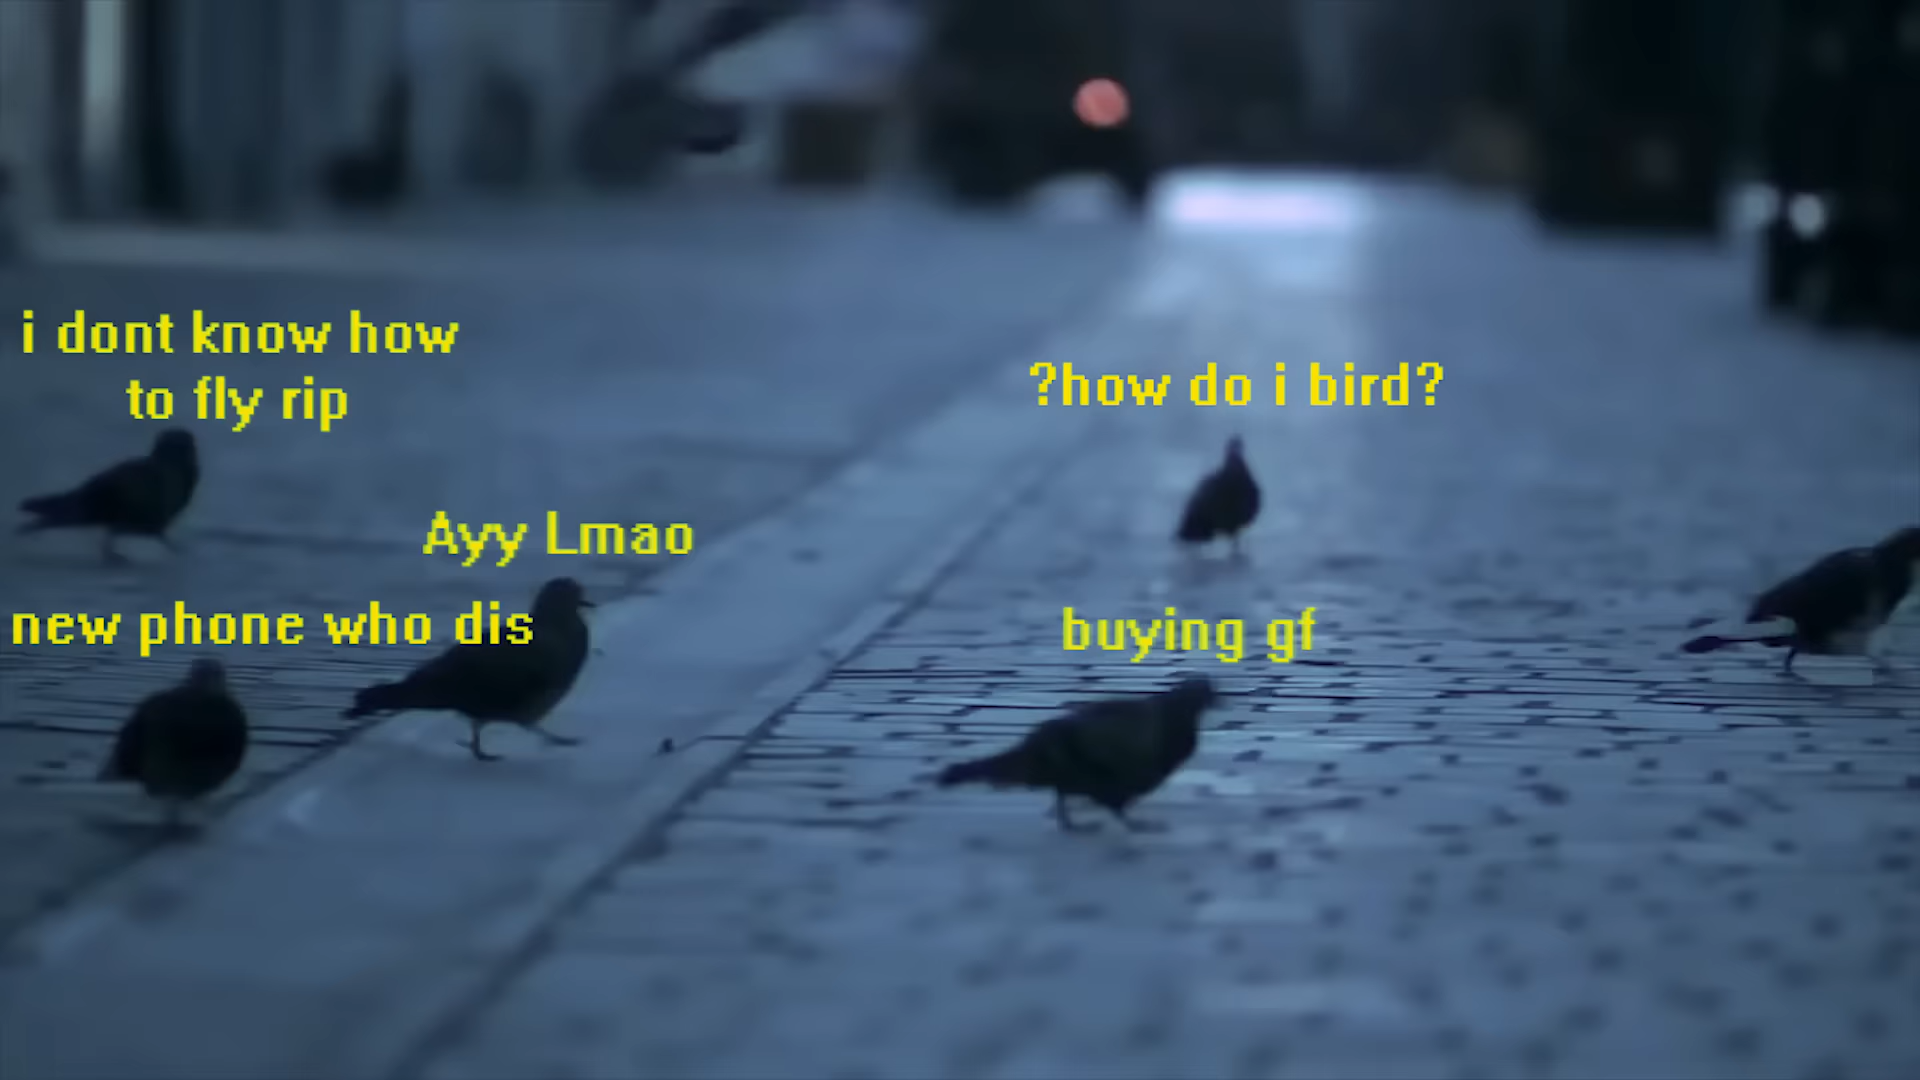 i dont know how
to fly rip
?how do i bird?
Ayy Lmao
new phone who dis
buying gf